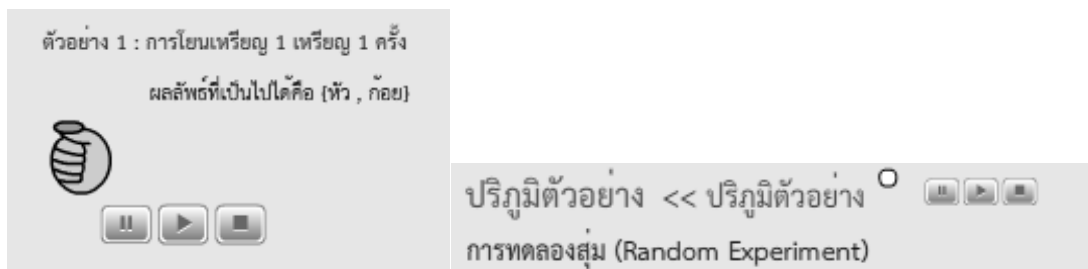 ตัวอย่าง 1 : การโยนเหรียญ 1 เหรียญ 1 ครั้ง
ผลลัพธ์ที่เป็นไปได้คือ {หัว , ก้อย}
ปริภูมิตัวอย่าง << ปริภูมิตัวอย่าง
การทดลองสุ่ม (Random Experiment)